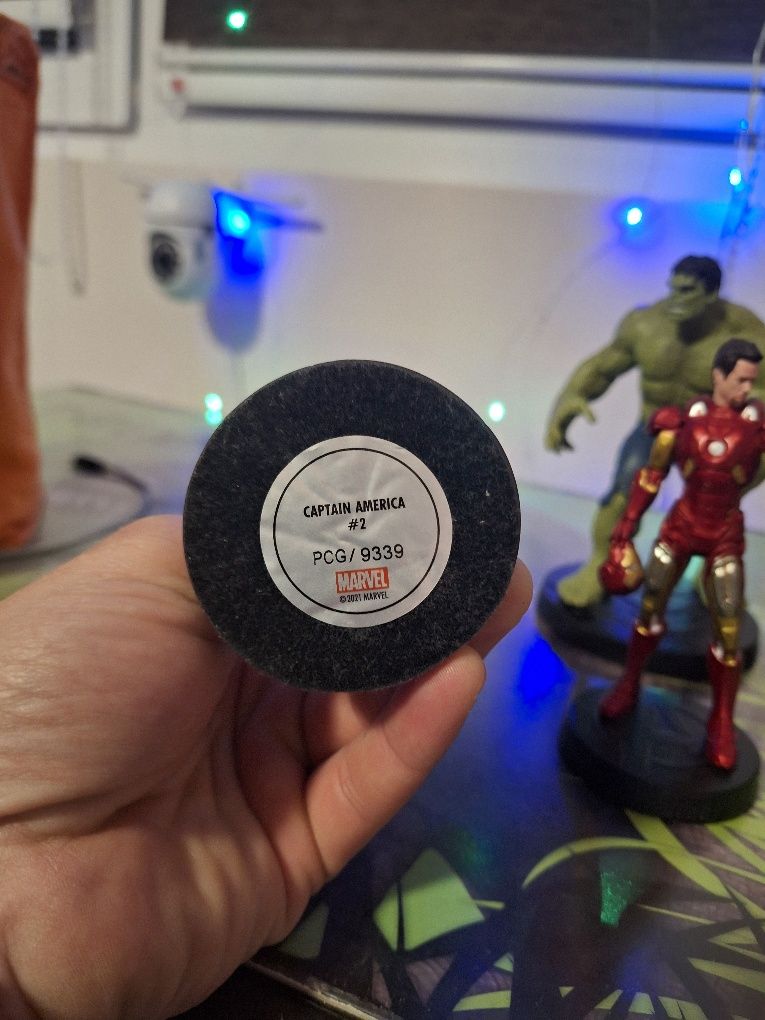 CAPTAIN AMERICA
#2
PCG/ 9339
MARVEL
© 2021 MARVEL